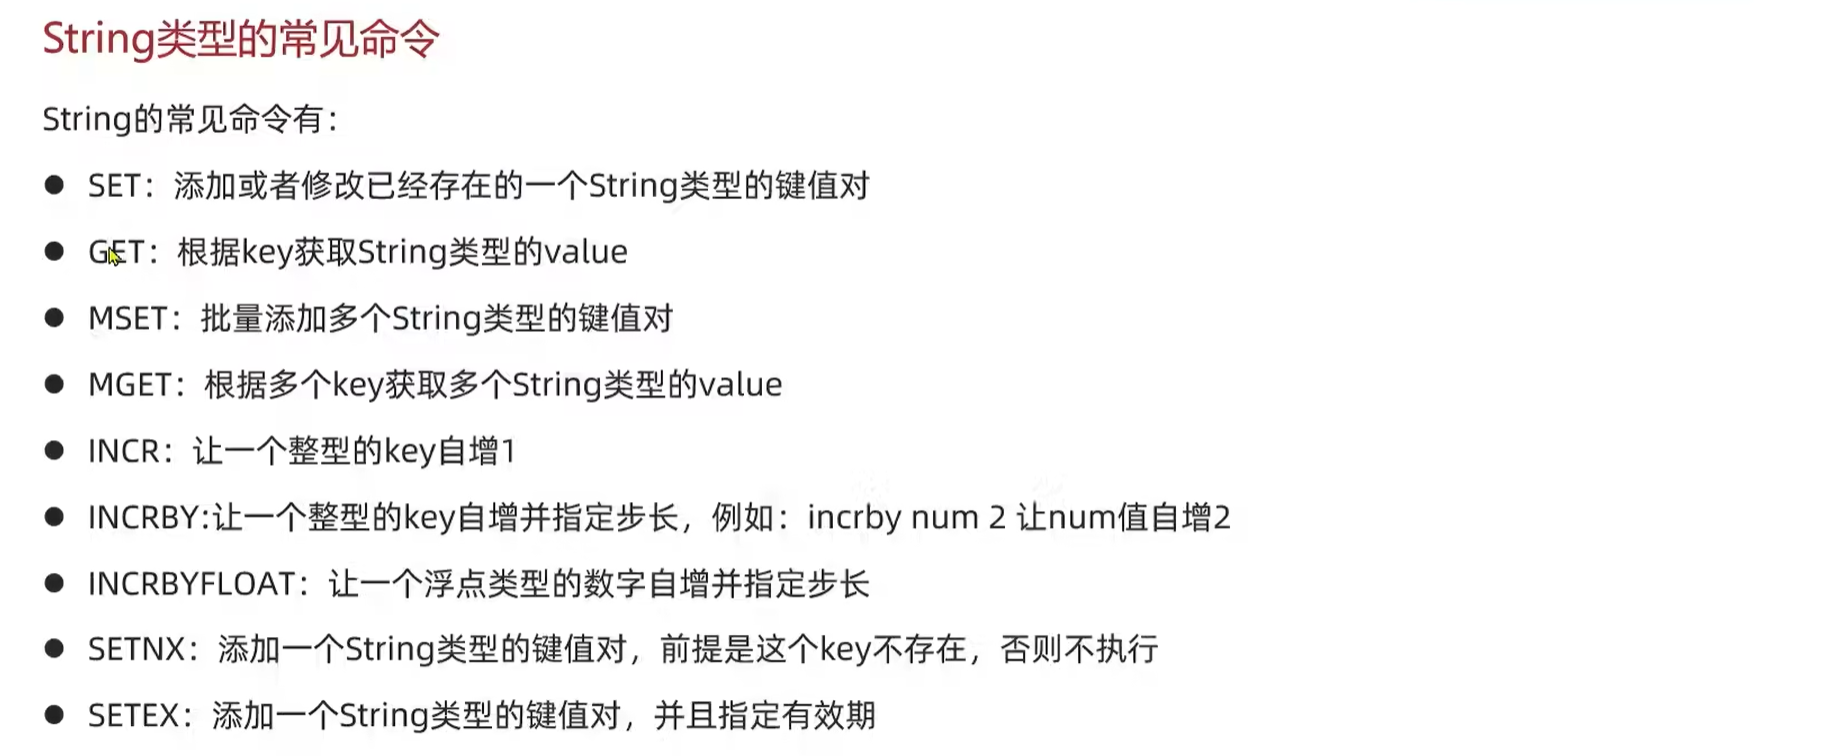 String类型的常见命令
String的常见命令有：
● SET：添加或者修改已经存在的一个String类型的键值对
● GET：根据key获取String类型的value
● MSET：批量添加多个String类型的键值对
● MGET：根据多个key获取多个String类型的value
● INCR：让一个整型的key自增1
● INCRBY:让一个整型的key自增并指定步长，例如：incrby num 2 让num值自增2
● INCRBYFLOAT：让一个浮点类型的数字自增并指定步长
● SETNX：添加一个String类型的键值对，前提是这个key不存在，否则不执行
● SETEX：添加一个String类型的键值对，并且指定有效期